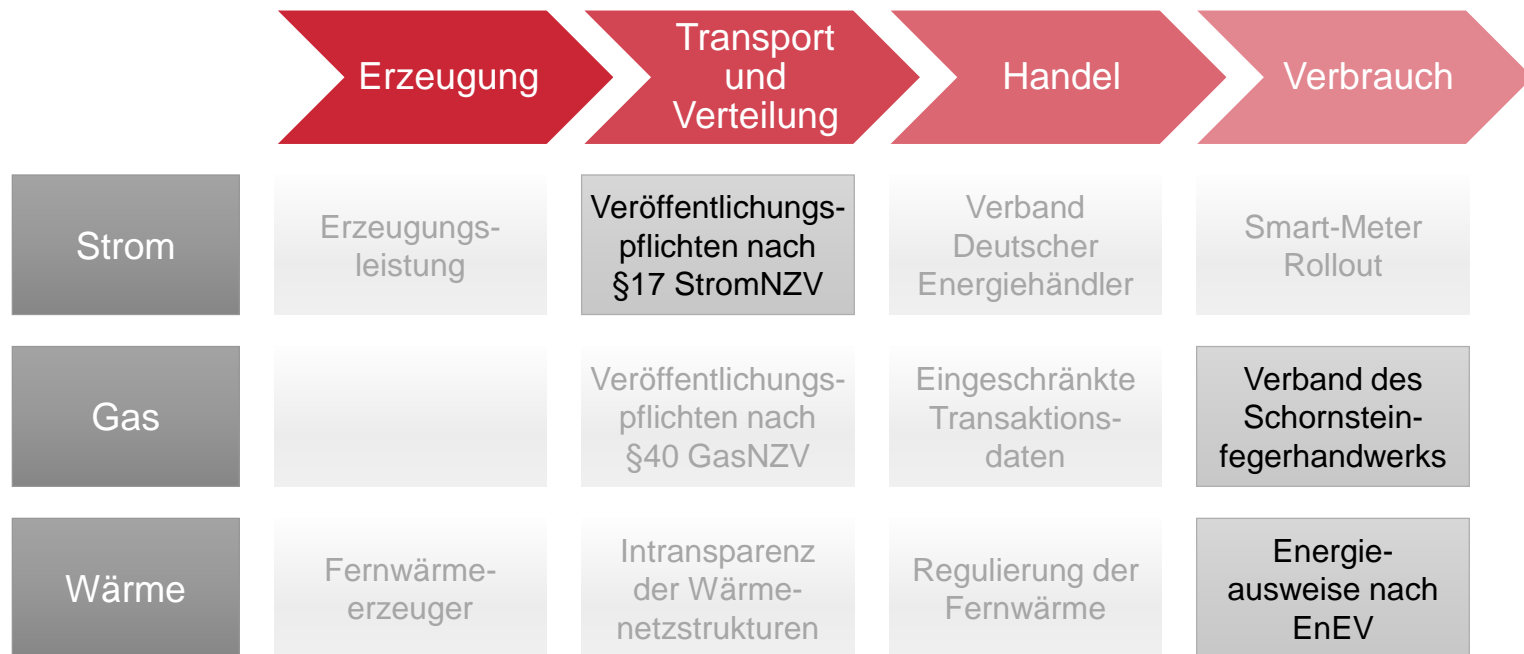 Erzeugung
Transport
und
Verteilung
Handel
Verbrauch
Strom
Erzeugungs-
leistung
Veröffentlichungs-
pflichten nach
§17 StromNZV
Verband
Deutscher
Energiehändler
Smart-Meter
Rollout
Gas
Veröffentlichungs-
pflichten nach
§40 GasNZV
Eingeschränkte
Transaktions-
daten
Verband des
Schornstein-
fegerhandwerks
Wärme
Fernwärme-
erzeuger
Intransparenz
der Wärme-
netzstrukturen
Regulierung der
Fernwärme
Energie-
ausweise nach
EnEV